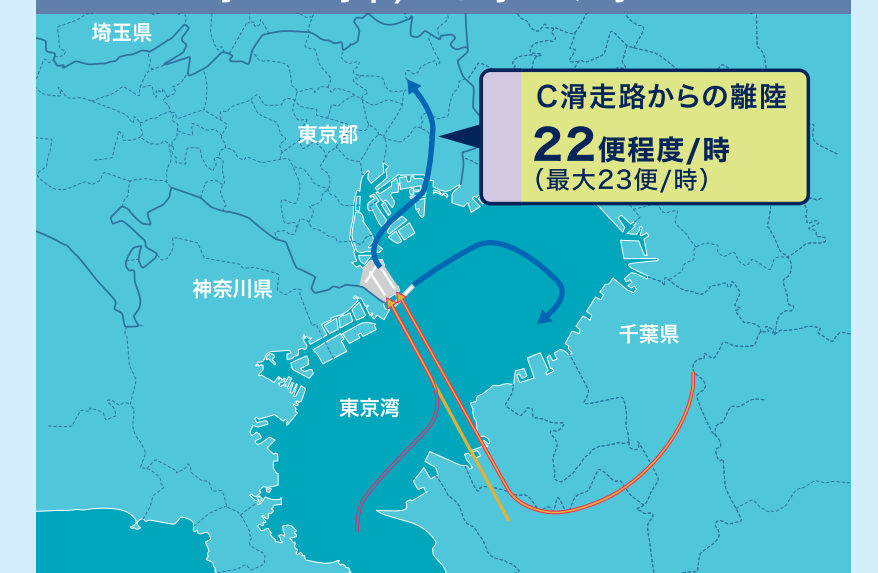 埼玉県
C滑走路からの離陸
22便程度/時
(最大23便/時)
東京都
神奈川県
千葉県
東京湾